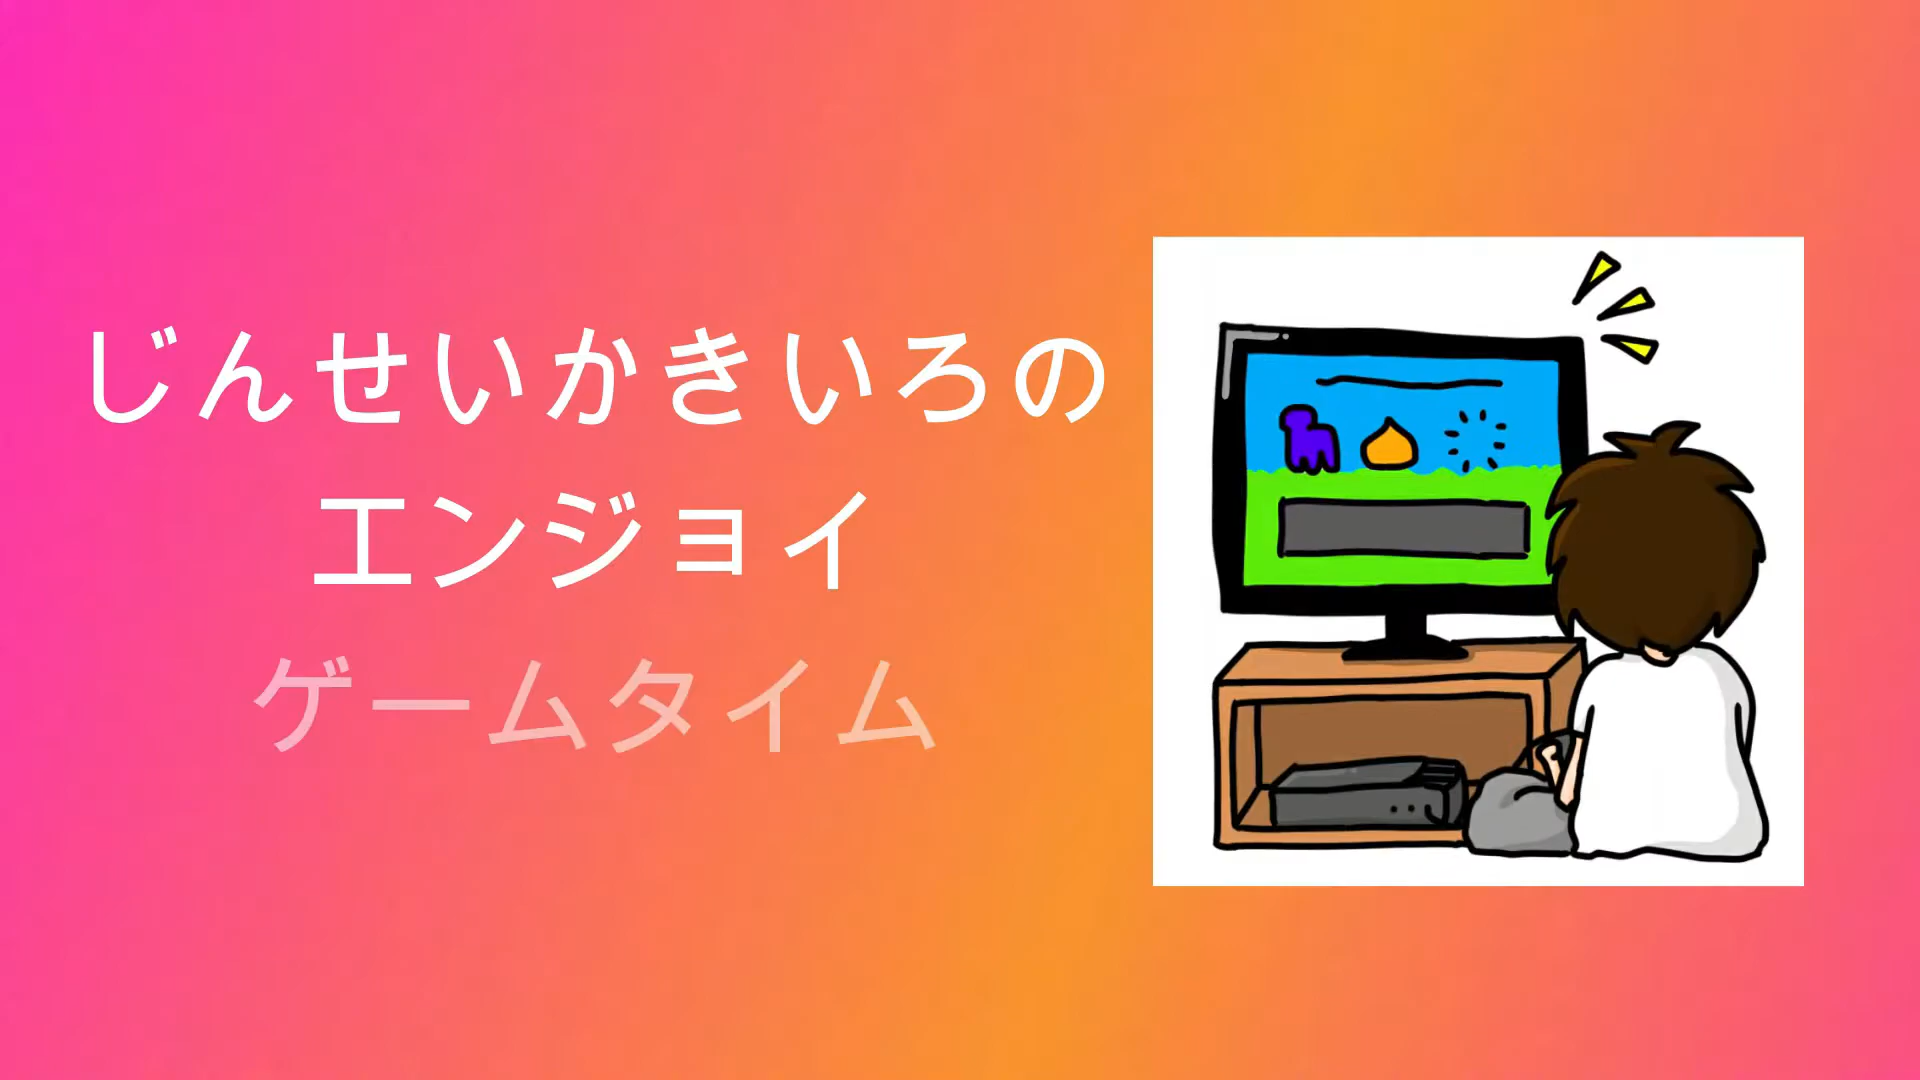 じんせいかきいろの
エンジョイ
ゲームタイム